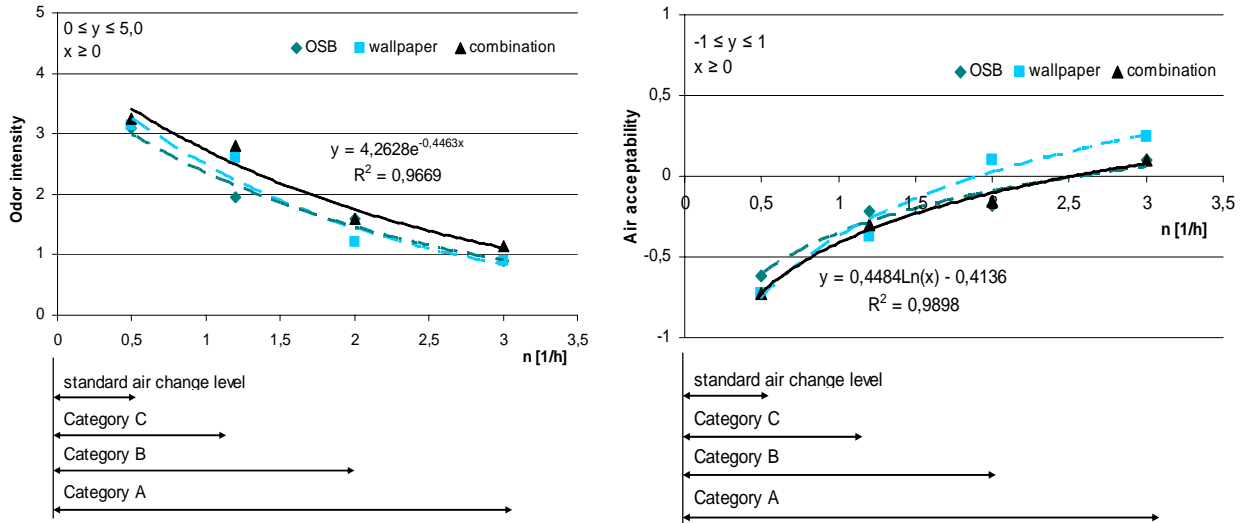 0 ≤ y ≤ 5,0
x ≥ 0
OSB wallpaper combination
y = 4,2628e^-0,4463x
R² = 0,9669
Odor intensity
5
4
3
2
1
0
0 0,5 1 1,5 2 2,5 3 3,5
n [1/h]
standard air change level
Category C
Category B
Category A
-1 ≤ y ≤ 1
x ≥ 0
OSB wallpaper combination
Air acceptability
1
0,5
0
-0,5
-1
0 0,5 1 1,5 2 2,5 3 3,5
n [1/h]
y = 0,4484Ln(x) - 0,4136
R² = 0,9898
standard air change level
Category C
Category B
Category A